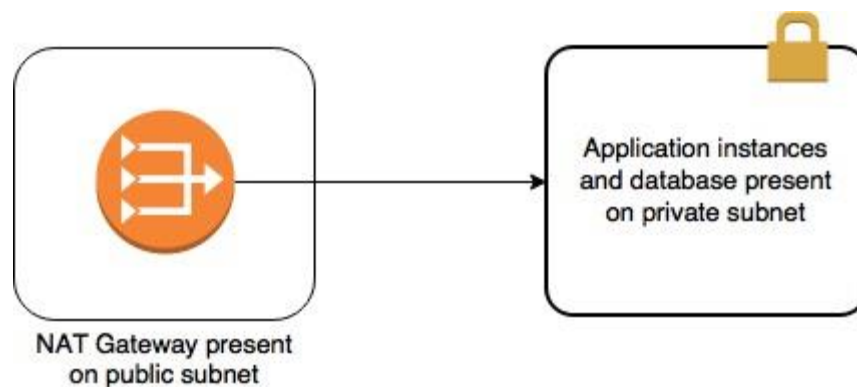 Application instances
and database present
on private subnet
NAT Gateway present
on public subnet